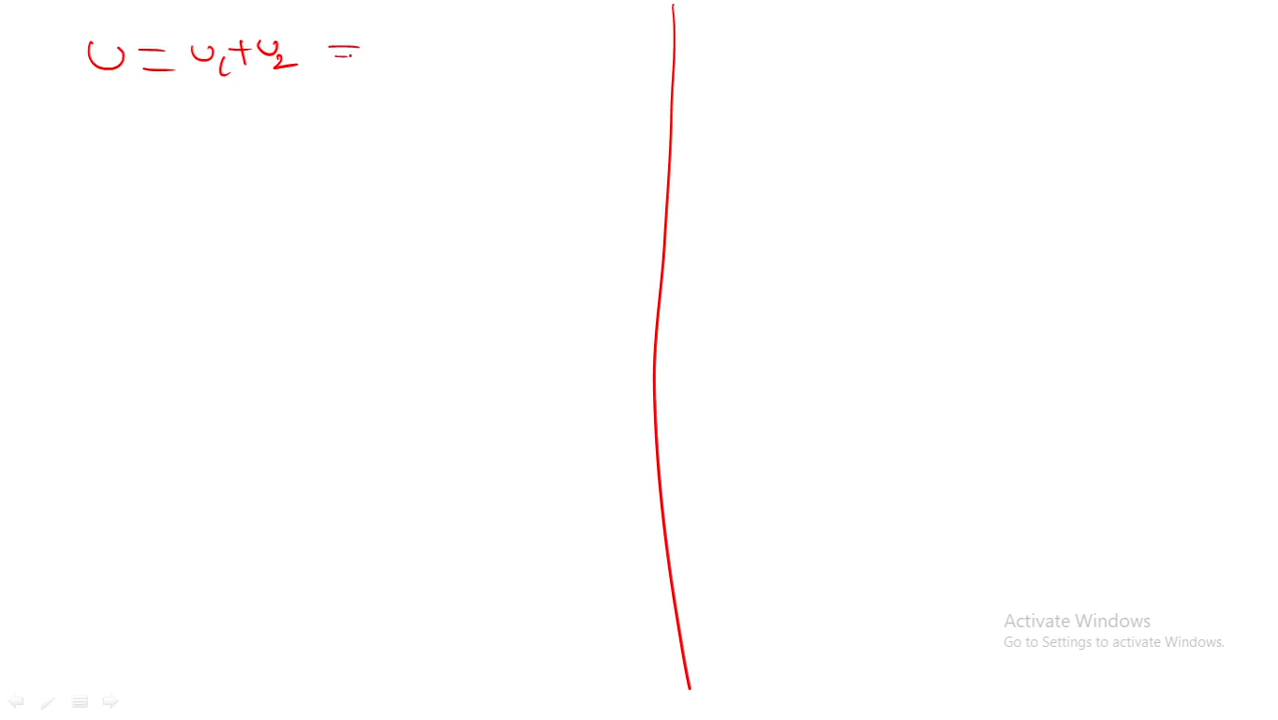 U = U₁ + U₂ =
Activate Windows
Go to Settings to activate Windows.